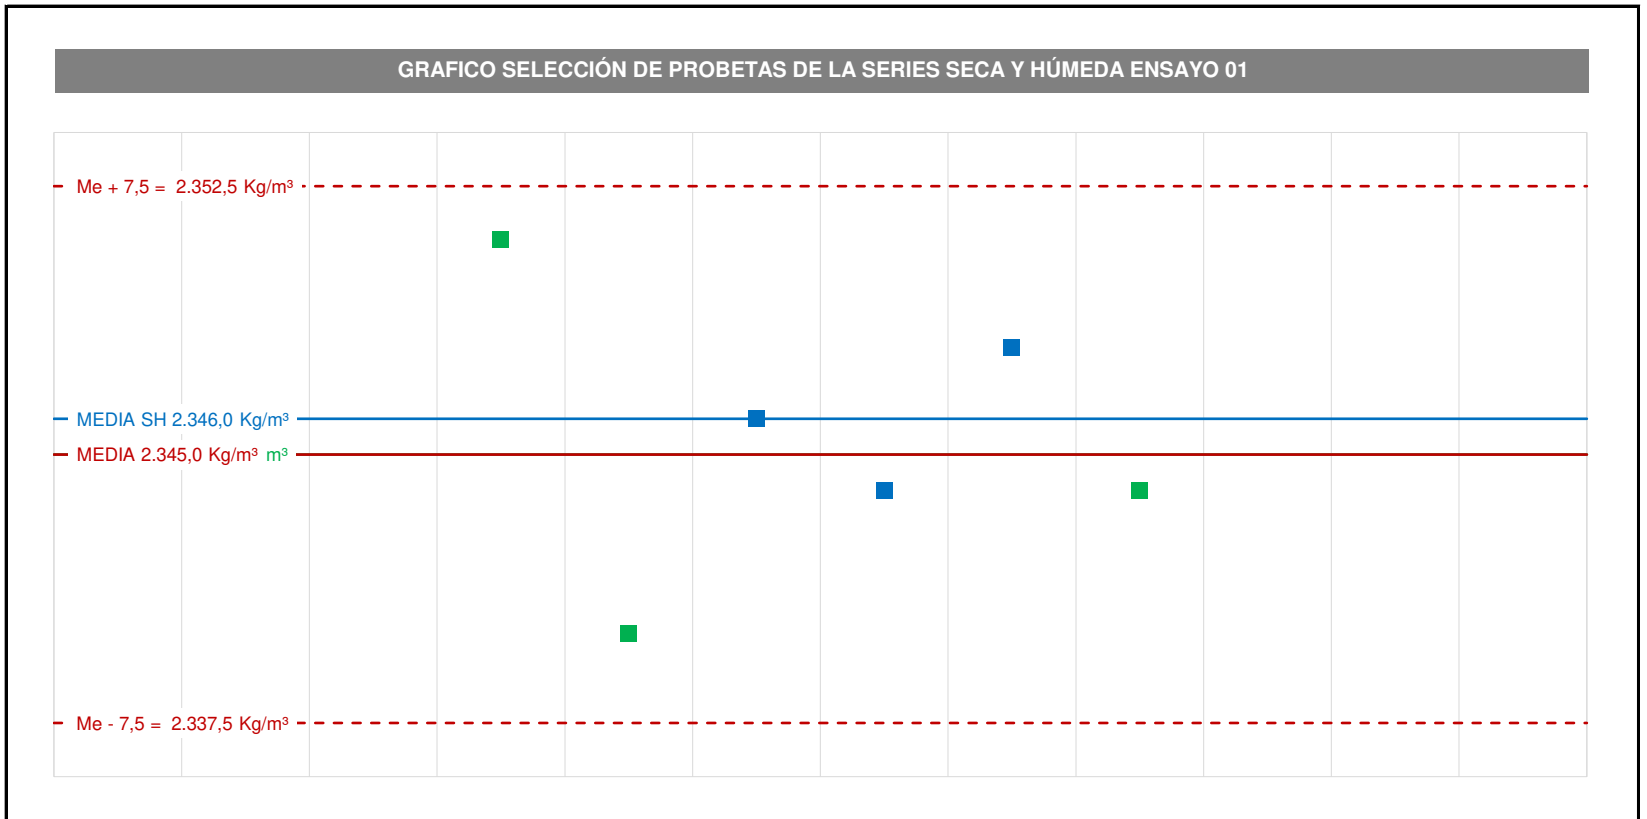 GRAFICO SELECCIÓN DE PROBETAS DE LA SERIES SECA Y HÚMEDA ENSAYO 01
Me + 7,5 = 2.352,5 Kg/m³
MEDIA SH 2.346,0 Kg/m³
MEDIA 2.345,0 Kg/m³ m³
Me - 7,5 = 2.337,5 Kg/m³